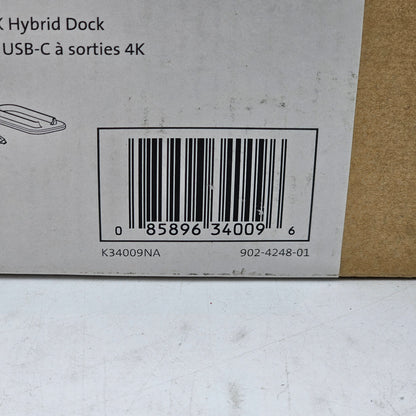 K Hybrid Dock
USB-C à sorties 4K
0 85896 34009 6
K34009NA 902-4248-01